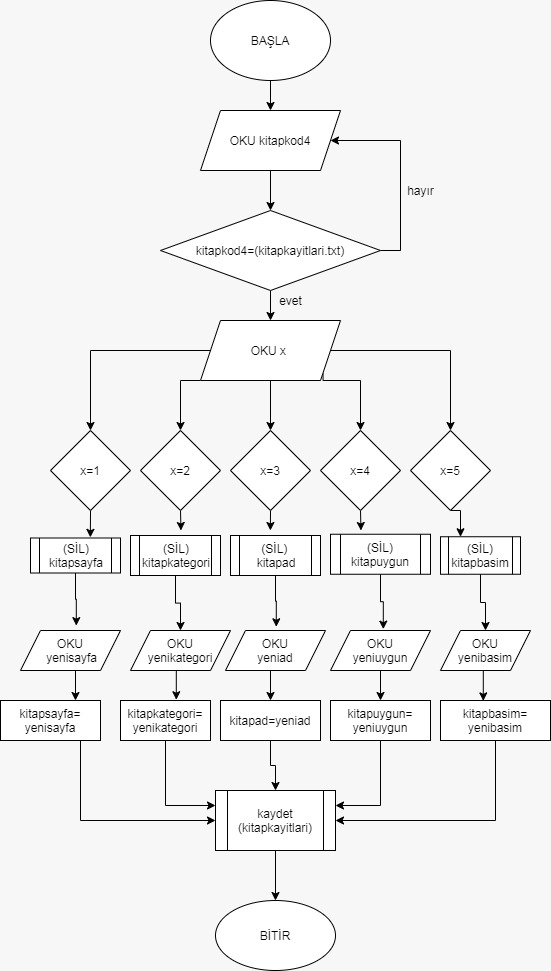 BAŞLA
OKU kitapkod4
hayır
kitapkod4=(kitapkayitlari.txt)
evet
OKU x
x=1
x=2
x=3
x=4
x=5
(SİL)
kitapsayfa
(SİL)
kitapkategori
(SİL)
kitapad
(SİL)
kitapuygun
(SİL)
kitapbasim
OKU
yenisayfa
OKU
yenikategori
OKU
yeniad
OKU
yeniuygun
OKU
yenibasim
kitapsayfa=
yenisayfa
kitapkategori=
yenikategori
kitapad=yeniad
kitapuygun=
yeniuygun
kitapbasim=
yenibasim
kaydet
(kitapkayitlari)
BİTİR